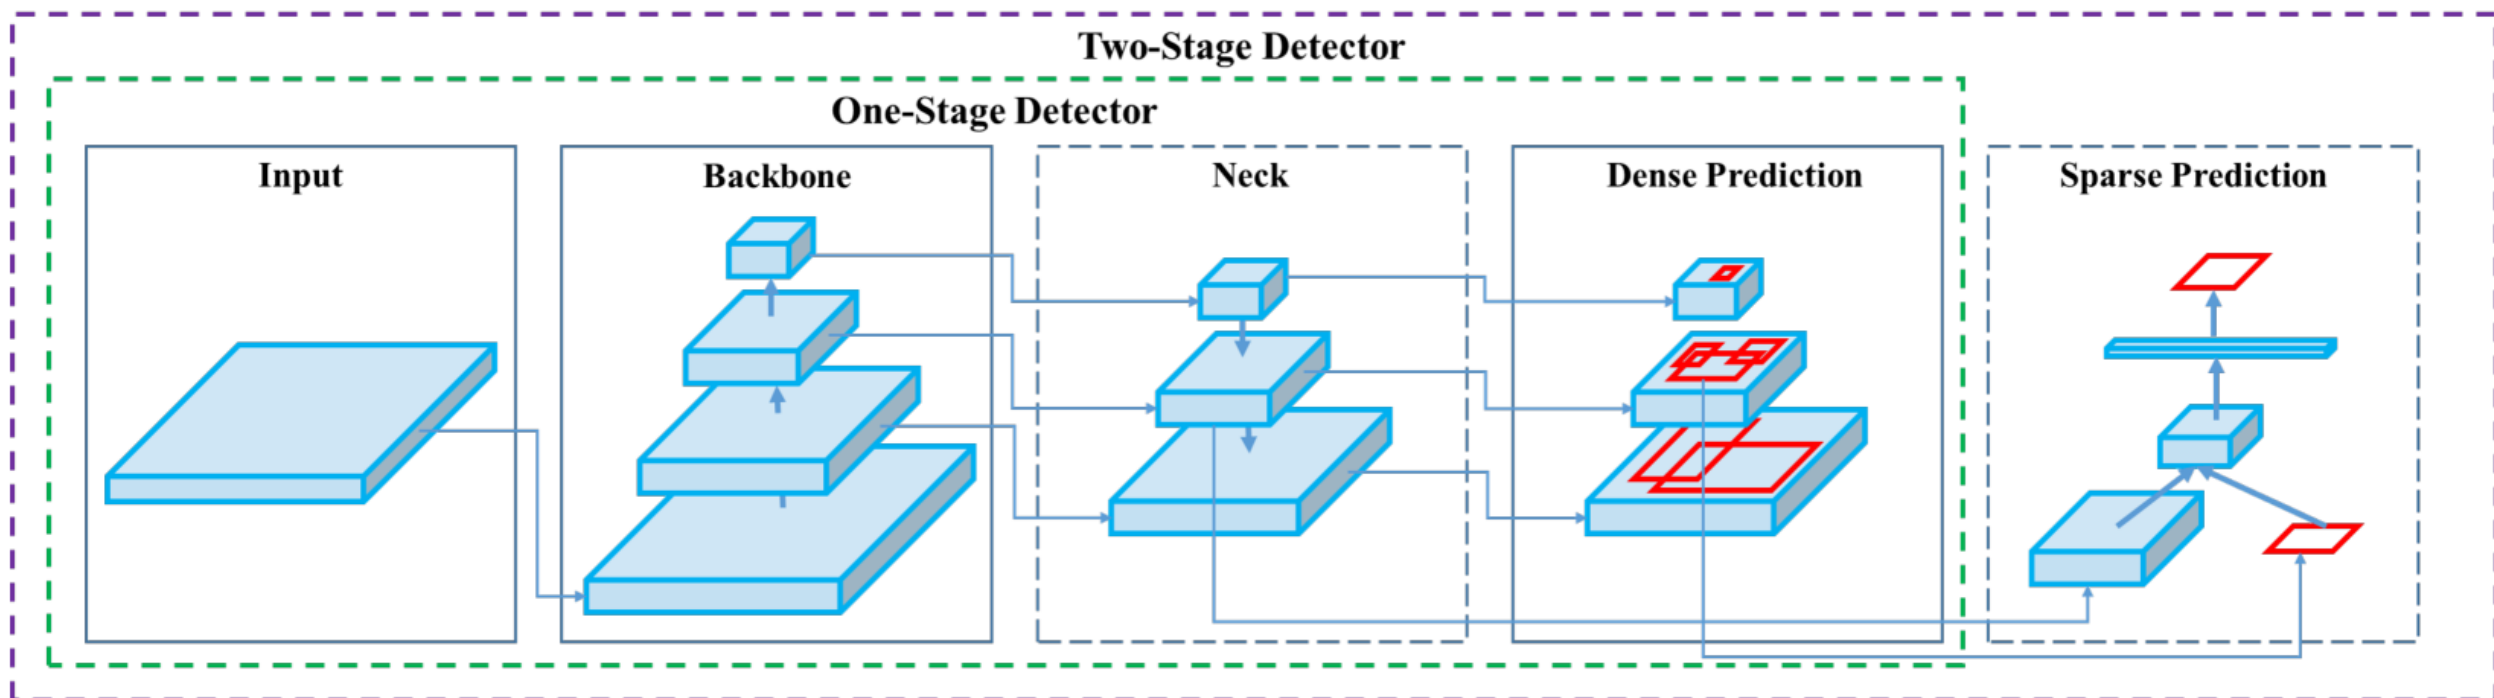 Two-Stage Detector
One-Stage Detector
Input
Backbone
Neck
Dense Prediction
Sparse Prediction